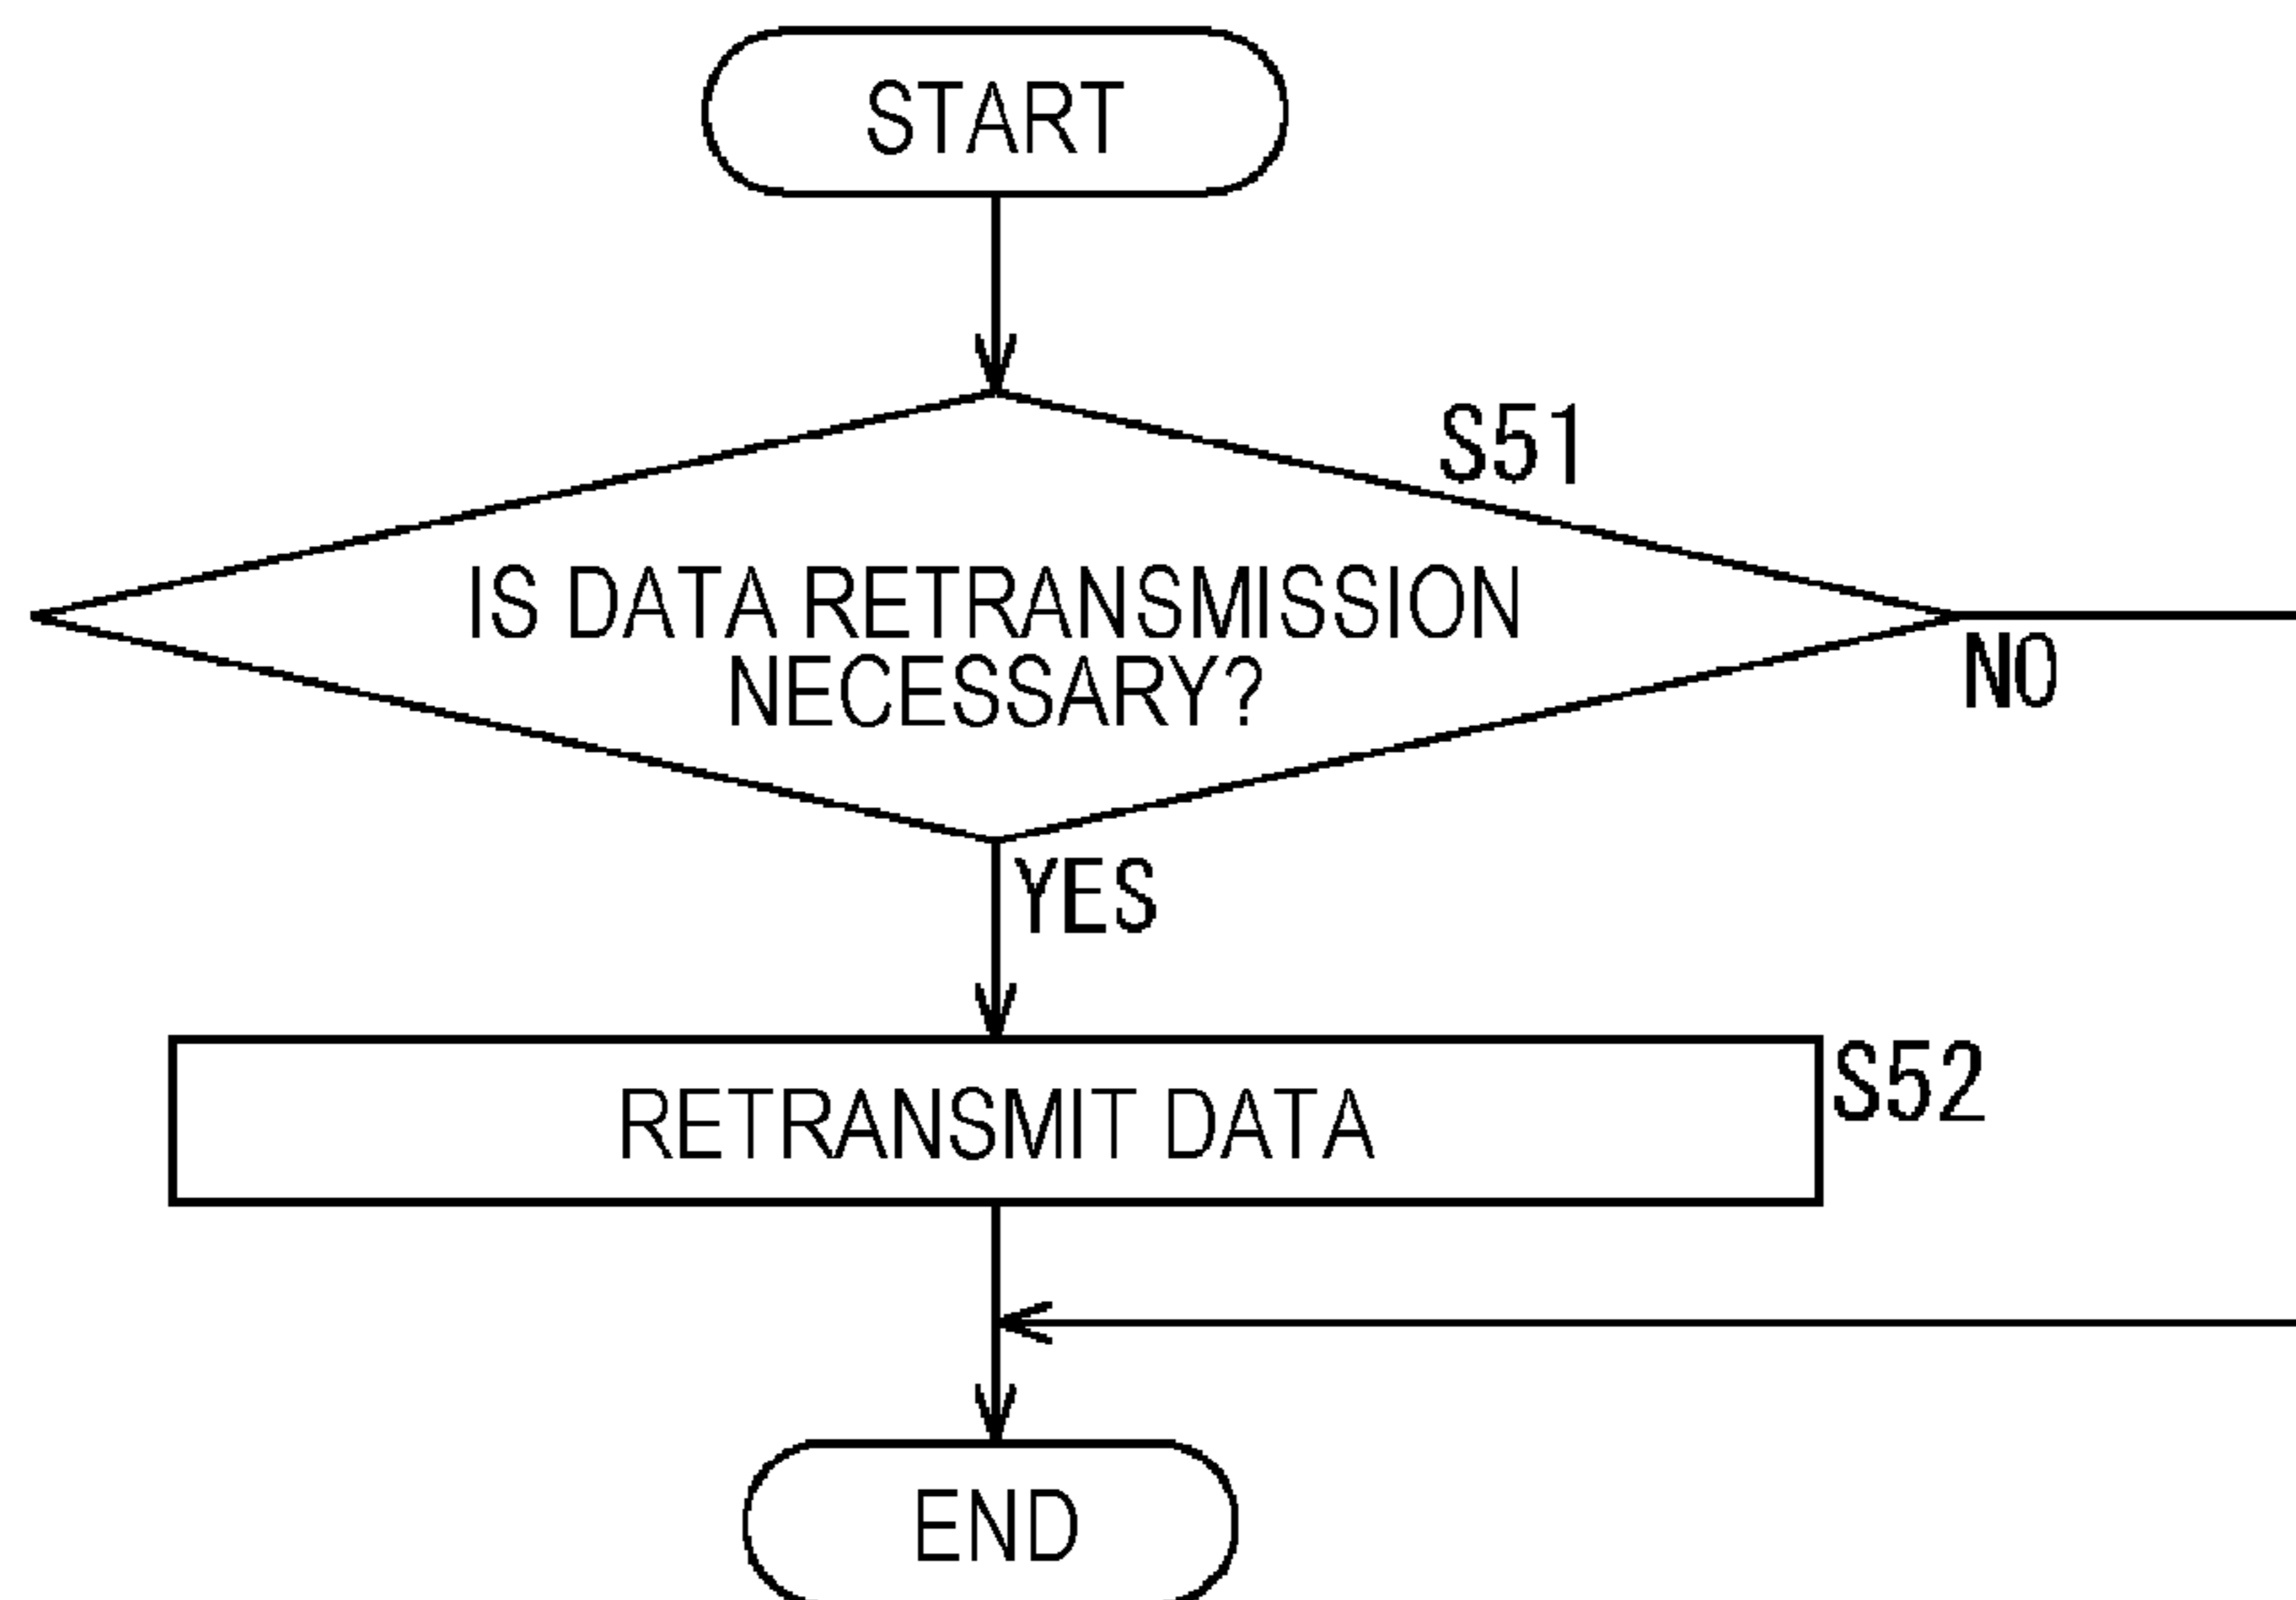 START
S51
IS DATA RETRANSMISSION
NECESSARY?
NO
YES
RETRANSMIT DATA
S52
END